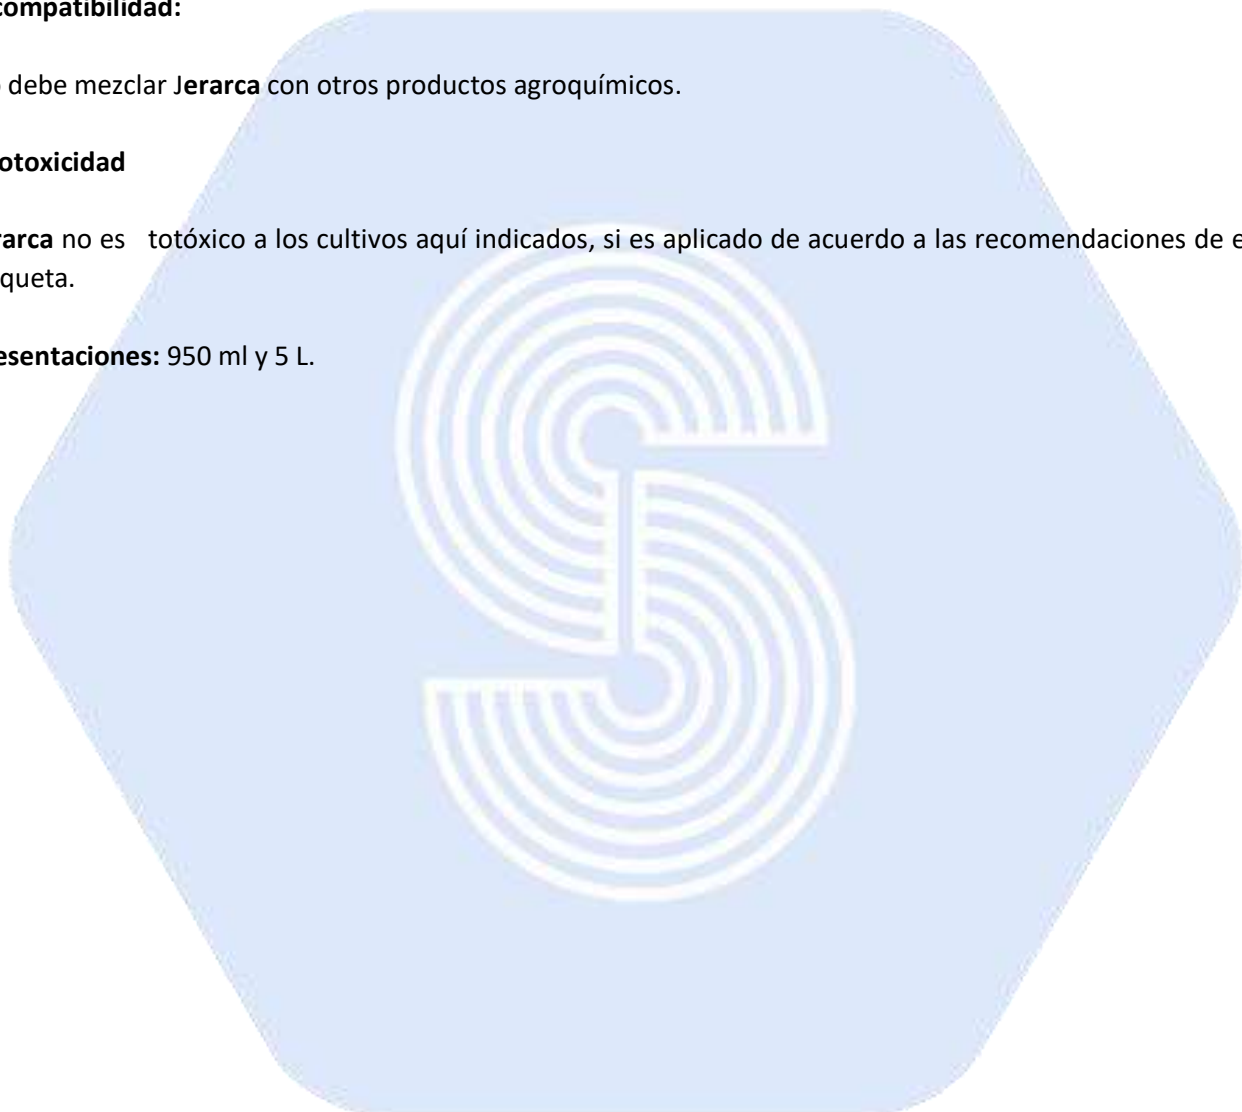 compatibilidad:
debe mezclar Jerarca con otros productos agroquímicos.
otoxicidad
rarca no es totóxico a los cultivos aquí indicados, si es aplicado de acuerdo a las recomendaciones de e
queta.
esentaciones: 950 ml y 5 L.